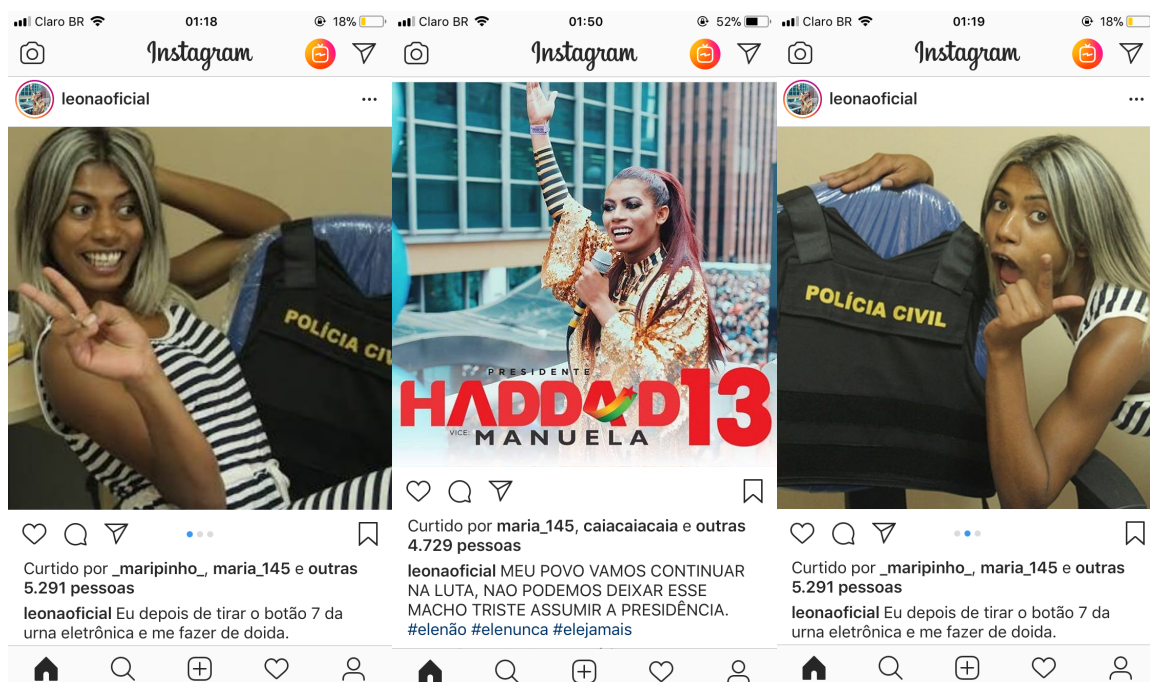 Claro BR 01:18 18%
Instagram
leonaoficial
POLÍCIA CIV
Curtido por _maripinho_, maria_145 e outras
5.291 pessoas
leonaoficial Eu depois de tirar o botão 7 da
urna eletrônica e me fazer de doida.
Claro BR 01:50 52%
Instagram
PRESIDENTE
HADDAD 13
VICE: MANUELA
Curtido por maria_145, caiacaiacaia e outras
4.729 pessoas
leonaoficial MEU POVO VAMOS CONTINUAR
NA LUTA, NAO PODEMOS DEIXAR ESSE
MACHO TRISTE ASSUMIR A PRESIDÊNCIA.
#elenão #elenunca #elejamais
Claro BR 01:19 18%
Instagram
leonaoficial
POLÍCIA CIVIL
Curtido por _maripinho_, maria_145 e outras
5.291 pessoas
leonaoficial Eu depois de tirar o botão 7 da
urna eletrônica e me fazer de doida.